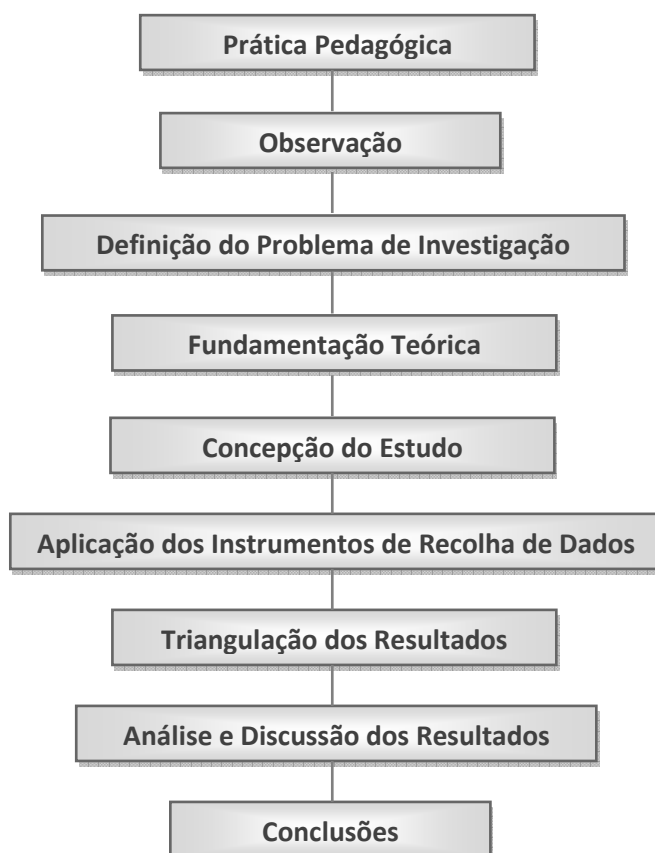 Prática Pedagógica
Observação
Definição do Problema de Investigação
Fundamentação Teórica
Concepção do Estudo
Aplicação dos Instrumentos de Recolha de Dados
Triangulação dos Resultados
Análise e Discussão dos Resultados
Conclusões